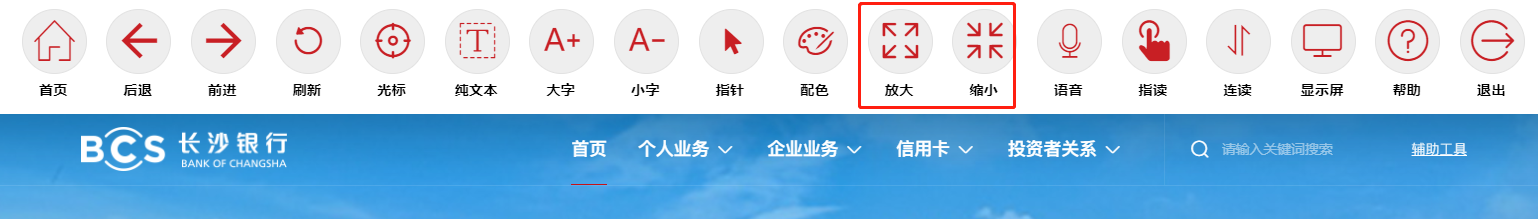 T A+ A-
首页 后退 前进 刷新 光标 纯文本 大字 小字 指针 配色 放大 缩小 语音 指读 连读 显示屏 帮助 退出
BCS 长沙银行 首页 个人业务 企业业务 信用卡 投资者关系 请输入关键词搜索 辅助工具
BANK OF CHANGSHA